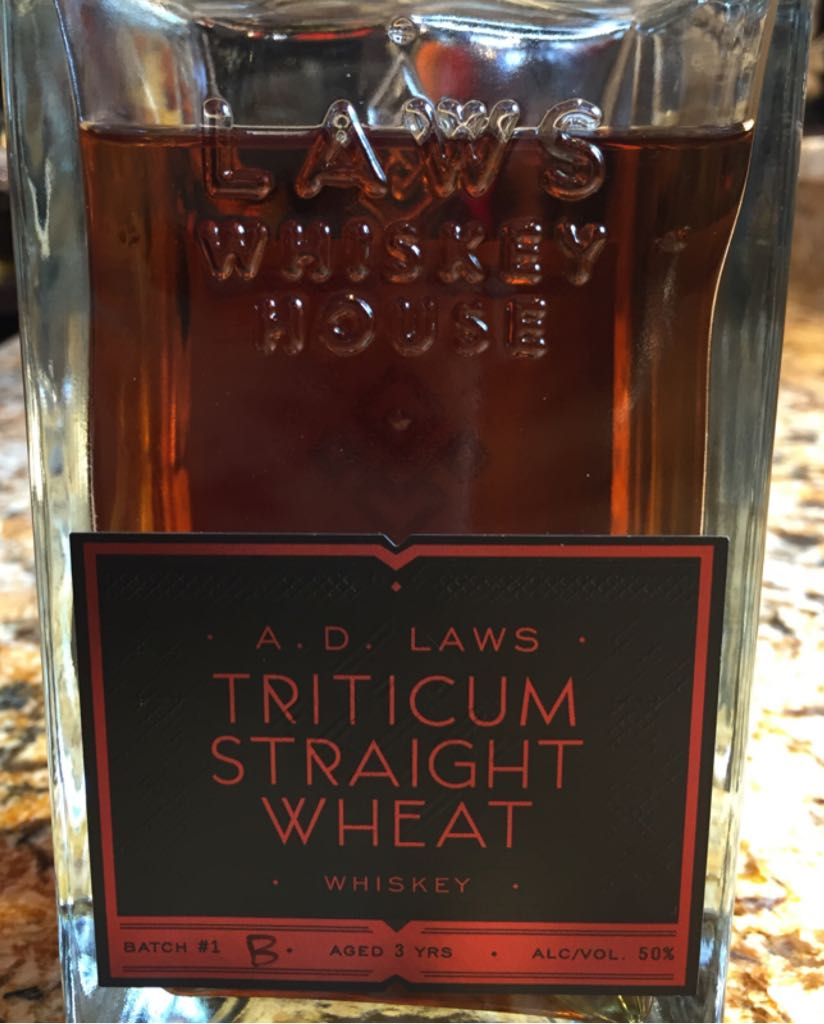 LAWS
WHISKEY
HOUSE
· A.D. LAWS ·
TRITICUM
STRAIGHT
WHEAT
· WHISKEY ·
BATCH #1 B · AGED 3 YRS · ALC/VOL. 50%